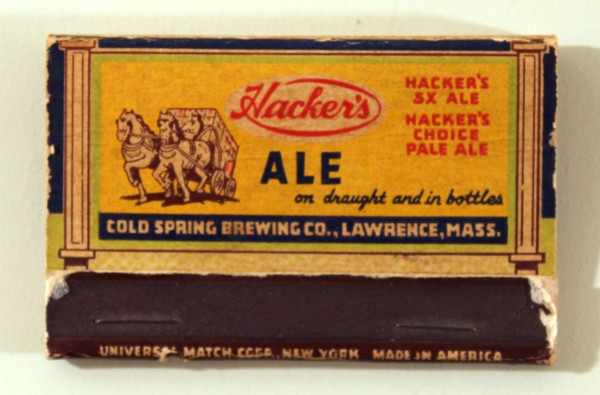 Hacker's
ALE
on draught and in bottles
HACKER'S
SX ALE
HACKER'S
CHOICE
PALE ALE
COLD SPRING BREWING CO., LAWRENCE, MASS.
UNIVERSAL MATCH CORP. NEW YORK MADE IN AMERICA